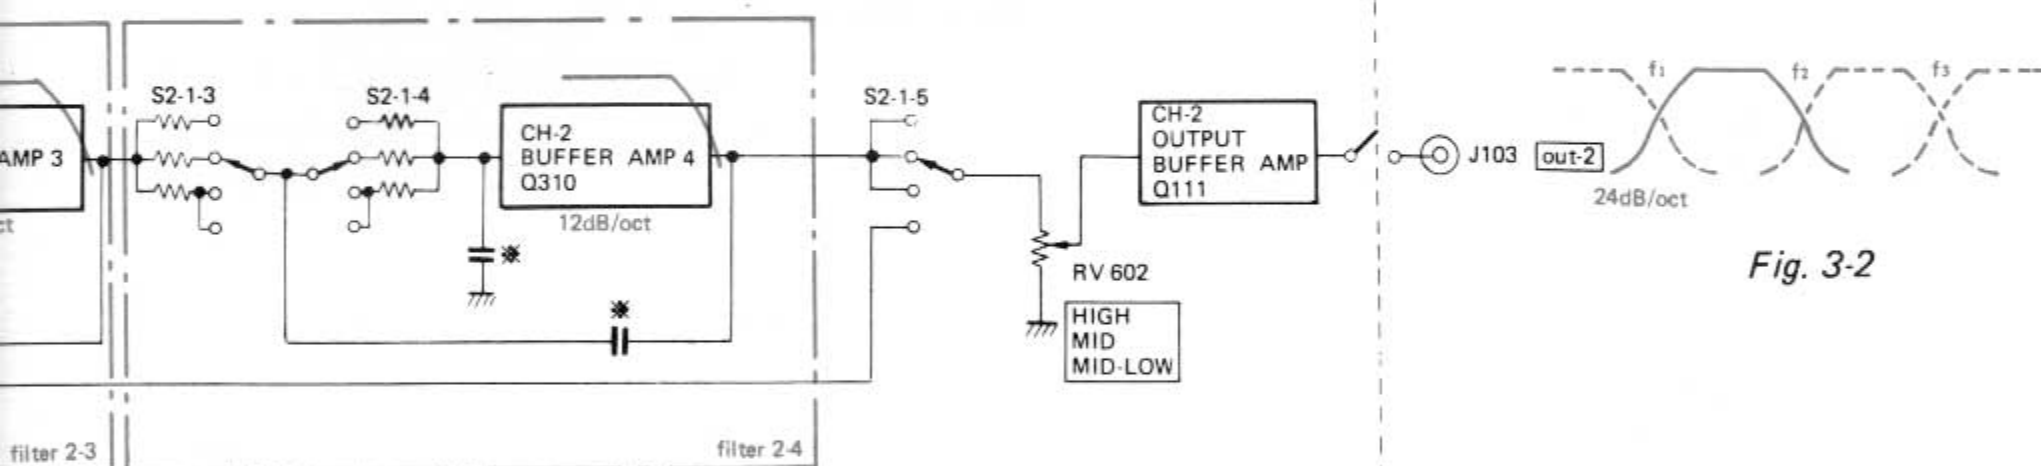 AMP 3
ct
filter 2-3
S2-1-3
S2-1-4
CH-2
BUFFER AMP 4
Q310
12dB/oct
※
※
filter 2-4
S2-1-5
RV 602
HIGH
MID
MID-LOW
CH-2
OUTPUT
BUFFER AMP
Q111
J103
out-2
f1
f2
f3
24dB/oct
Fig. 3-2